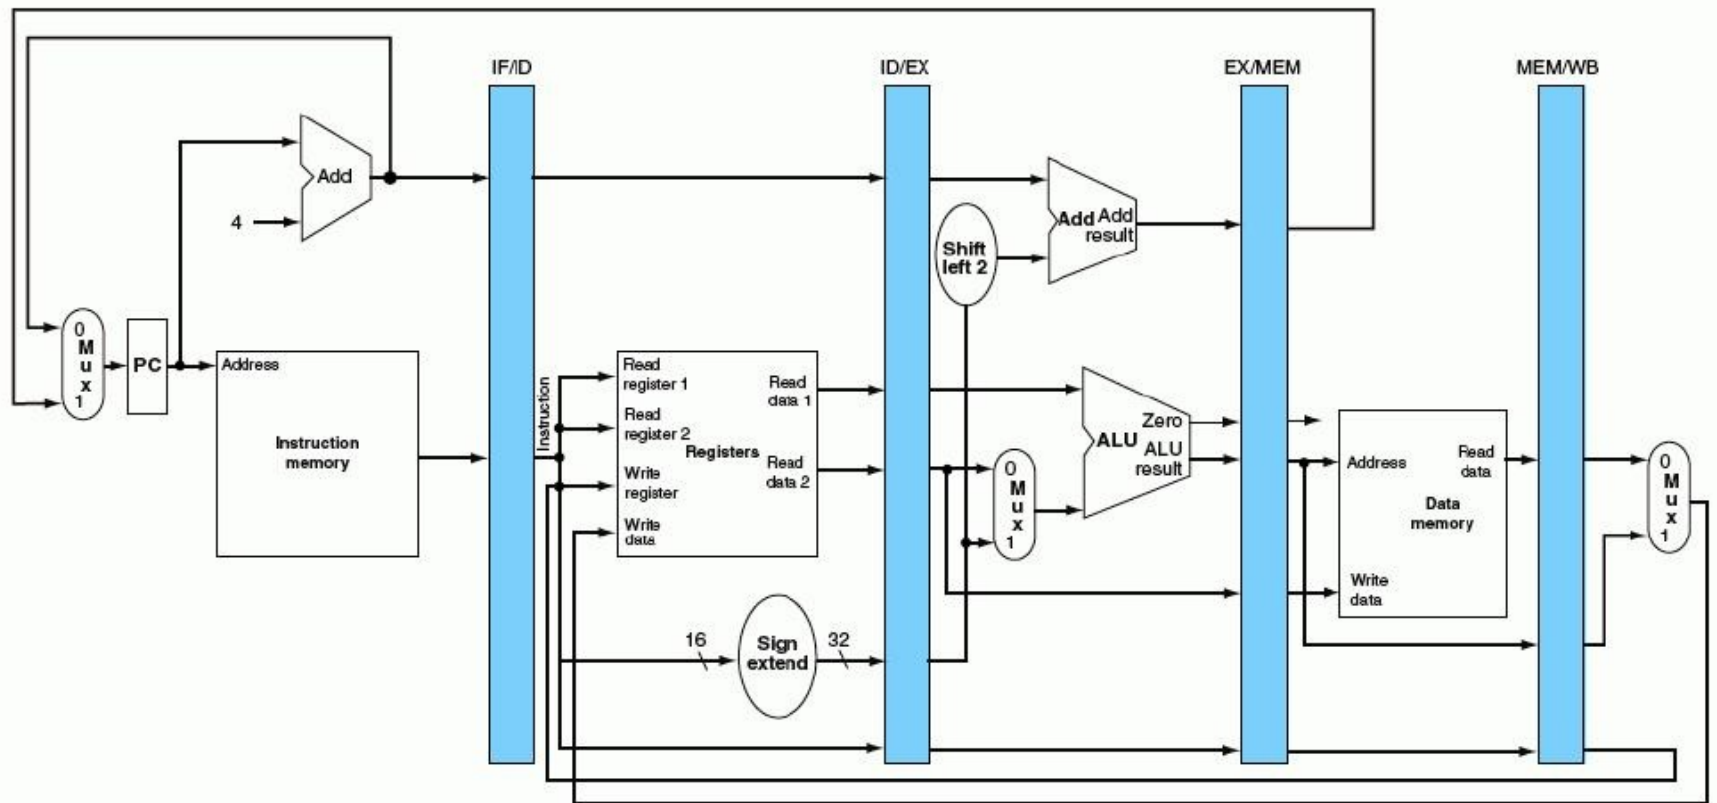 IF/ID
ID/EX
EX/MEM
MEM/WB
Add
4
Shift
left 2
Add Add
result
0
M
u
x
1
PC
Address
Instruction
memory
Instruction
Read
register 1
Read
register 2
Write
register
Write
data
Registers
Read
data 1
Read
data 2
16
Sign
extend
32
0
M
u
x
1
Zero
ALU
ALU
result
Address
Read
data
Data
memory
Write
data
0
M
u
x
1